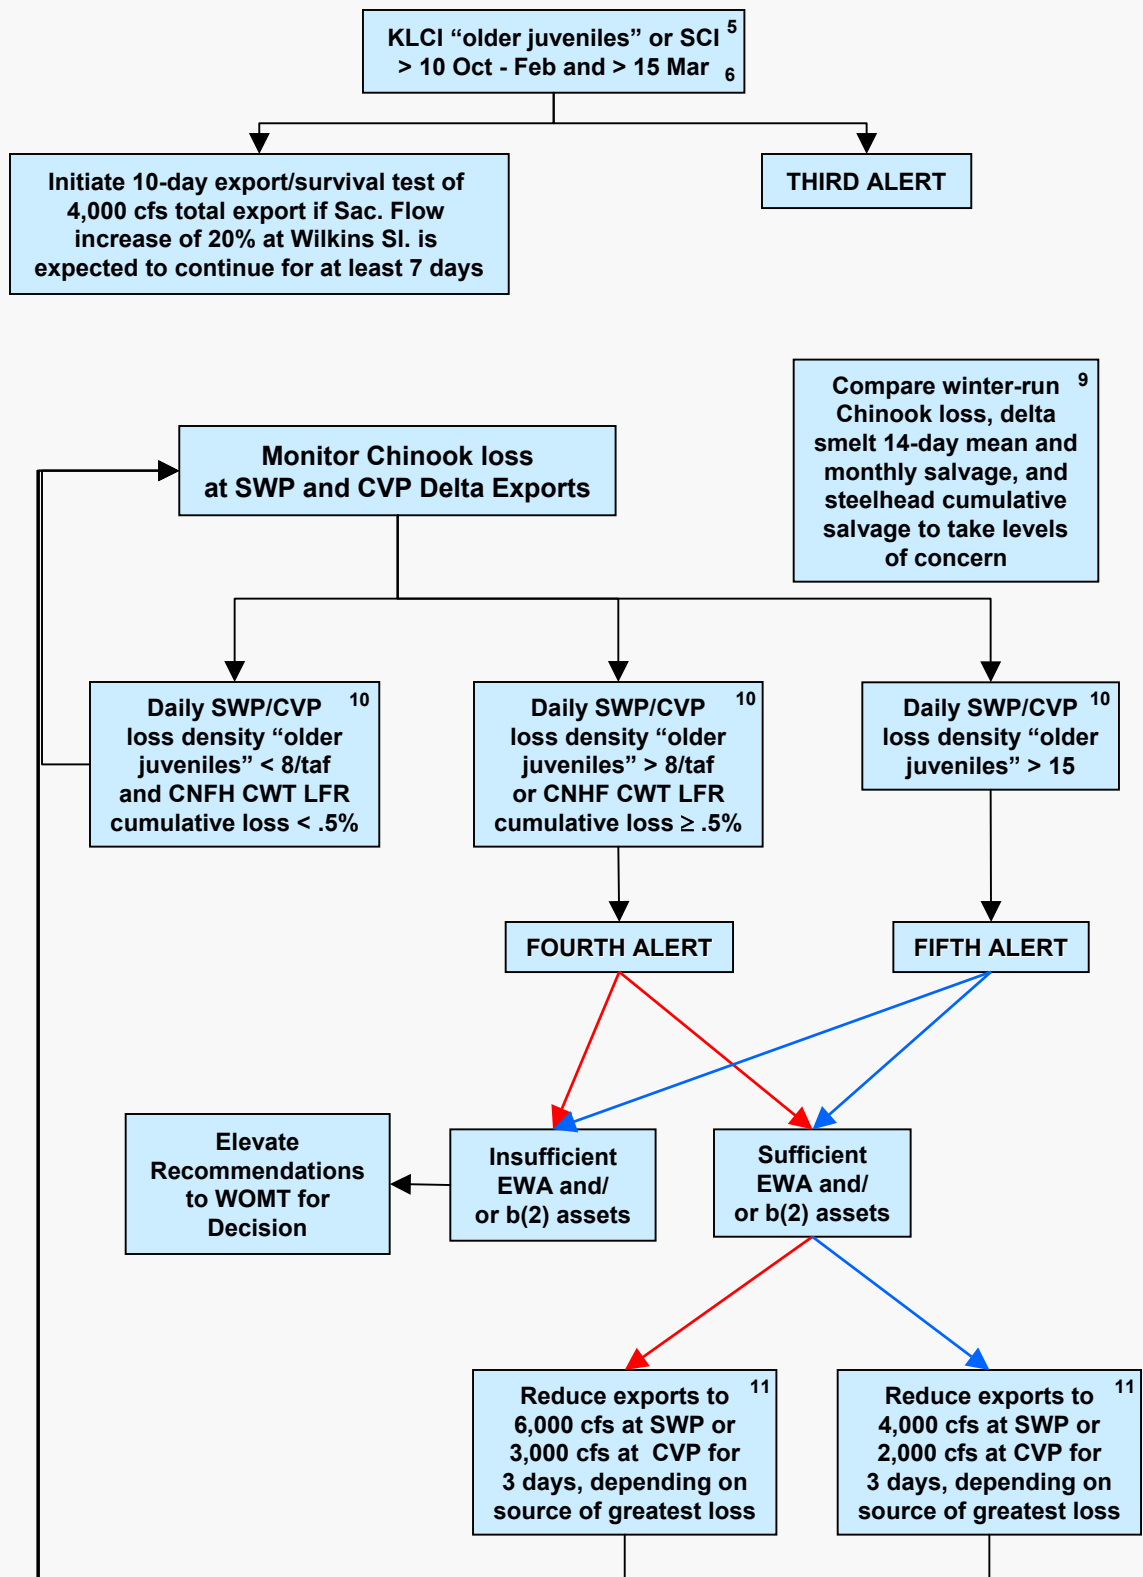 KLCI “older juveniles” or SCI 5
> 10 Oct - Feb and > 15 Mar 6
Initiate 10-day export/survival test of
4,000 cfs total export if Sac. Flow
increase of 20% at Wilkins Sl. is
expected to continue for at least 7 days
THIRD ALERT
Compare winter-run 9
Chinook loss, delta
smelt 14-day mean and
monthly salvage, and
steelhead cumulative
salvage to take levels
of concern
Monitor Chinook loss
at SWP and CVP Delta Exports
Daily SWP/CVP 10
loss density “older
juveniles” < 8/taf
and CNFH CWT LFR
cumulative loss < .5%
Daily SWP/CVP 10
loss density “older
juveniles” > 8/taf
or CNHF CWT LFR
cumulative loss ≥ .5%
Daily SWP/CVP 10
loss density “older
juveniles” > 15
FOURTH ALERT
FIFTH ALERT
Elevate
Recommendations
to WOMT for
Decision
Insufficient
EWA and/
or b(2) assets
Sufficient
EWA and/
or b(2) assets
Reduce exports to 11
6,000 cfs at SWP or
3,000 cfs at CVP for
3 days, depending on
source of greatest loss
Reduce exports to 11
4,000 cfs at SWP or
2,000 cfs at CVP for
3 days, depending on
source of greatest loss